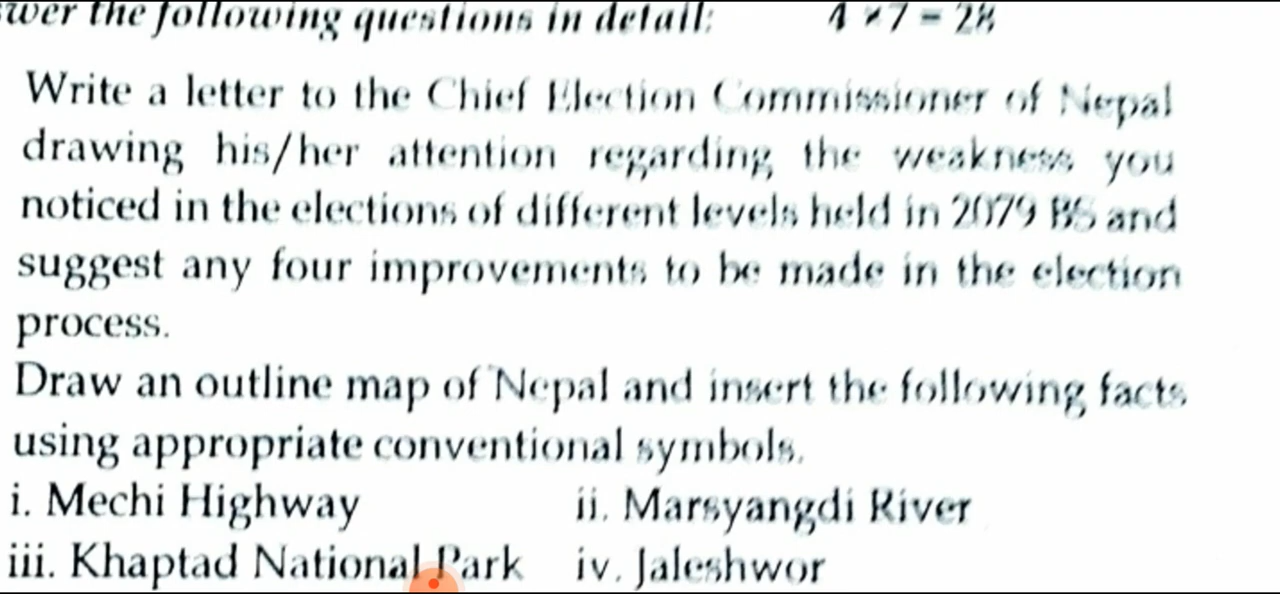 wer the following questions in detail: 4 × 7 = 28
Write a letter to the Chief Election Commissioner of Nepal
drawing his/her attention regarding the weakness you
noticed in the elections of different levels held in 2079 BS and
suggest any four improvements to be made in the election
process.
Draw an outline map of Nepal and insert the following facts
using appropriate conventional symbols.
i. Mechi Highway ii. Marsyangdi River
iii. Khaptad National Park iv. Jaleshwor